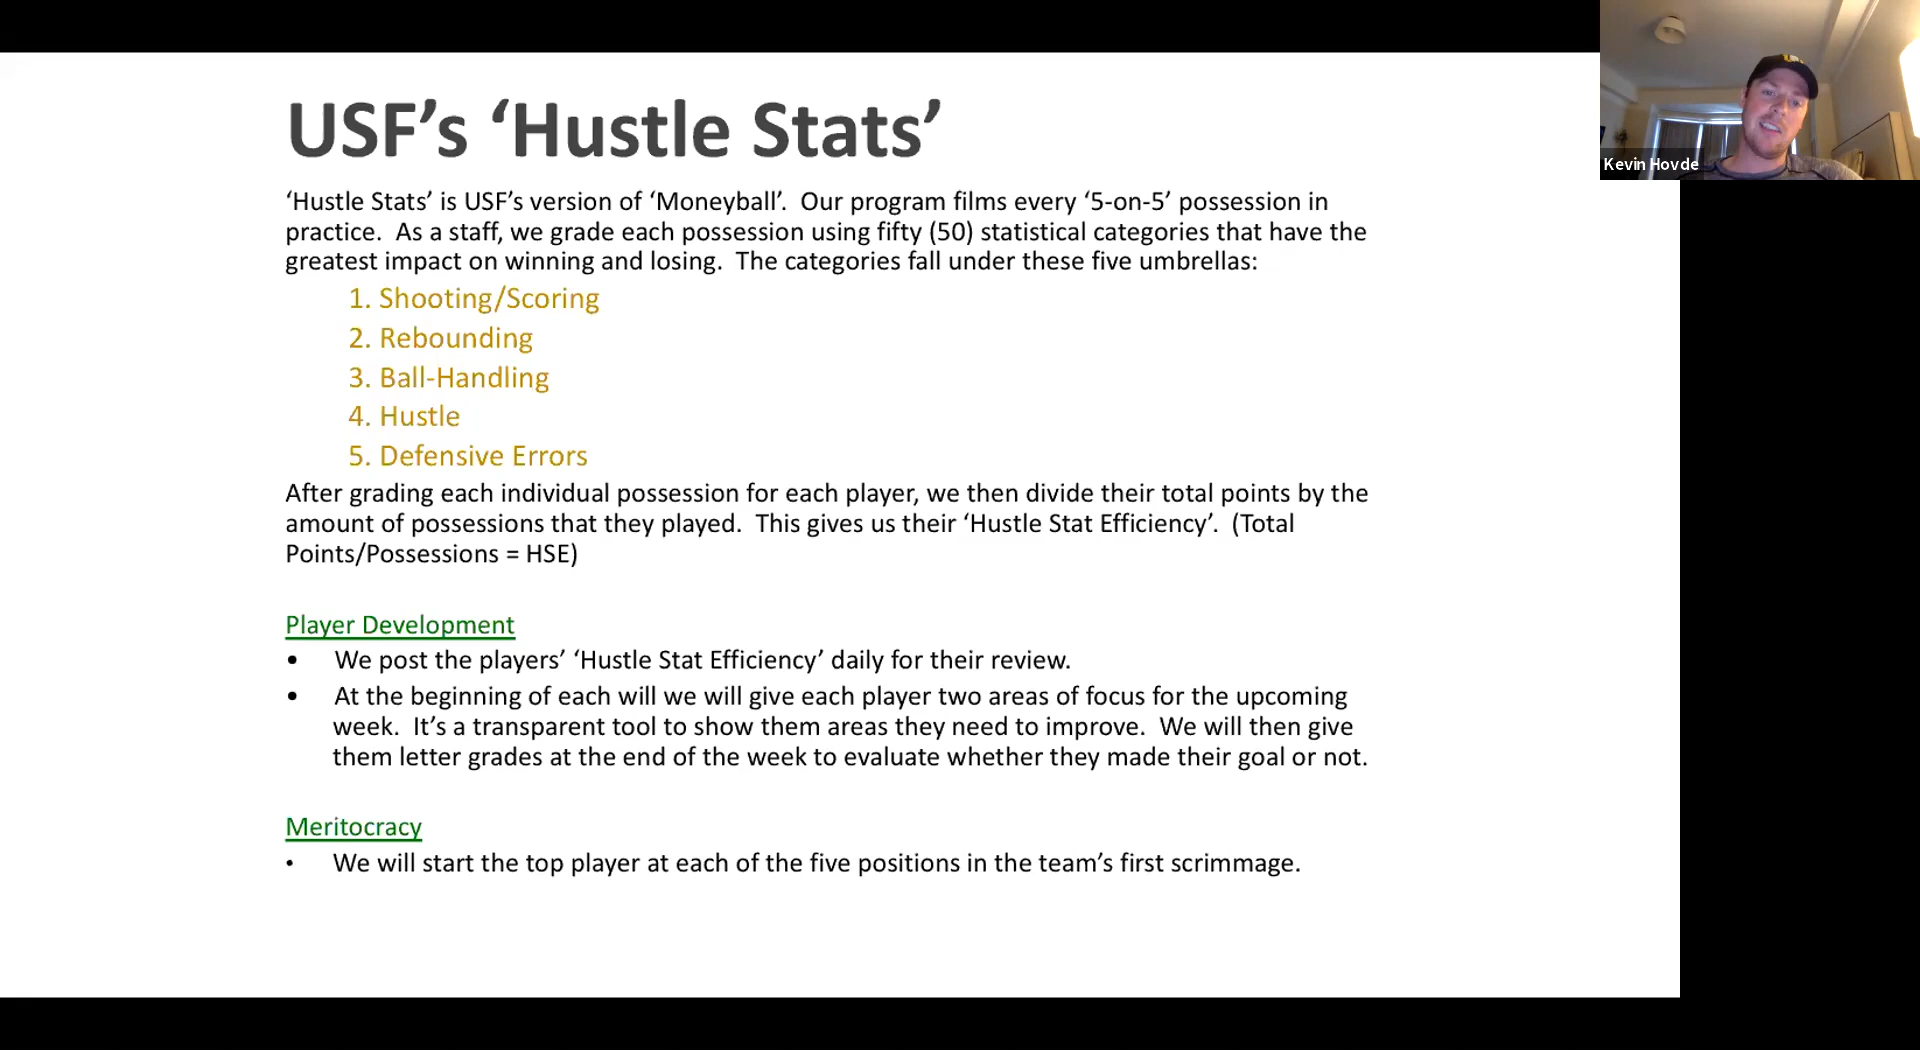 USF’s ‘Hustle Stats’
Kevin Hovde
‘Hustle Stats’ is USF’s version of ‘Moneyball’.  Our program films every ‘5-on-5’ possession in
practice.  As a staff, we grade each possession using fifty (50) statistical categories that have the
greatest impact on winning and losing.  The categories fall under these five umbrellas:
1. Shooting/Scoring
2. Rebounding
3. Ball-Handling
4. Hustle
5. Defensive Errors
After grading each individual possession for each player, we then divide their total points by the
amount of possessions that they played.  This gives us their ‘Hustle Stat Efficiency’.  (Total
Points/Possessions = HSE)
Player Development
• We post the players’ ‘Hustle Stat Efficiency’ daily for their review.
• At the beginning of each will we will give each player two areas of focus for the upcoming
week.  It’s a transparent tool to show them areas they need to improve.  We will then give
them letter grades at the end of the week to evaluate whether they made their goal or not.
Meritocracy
• We will start the top player at each of the five positions in the team’s first scrimmage.